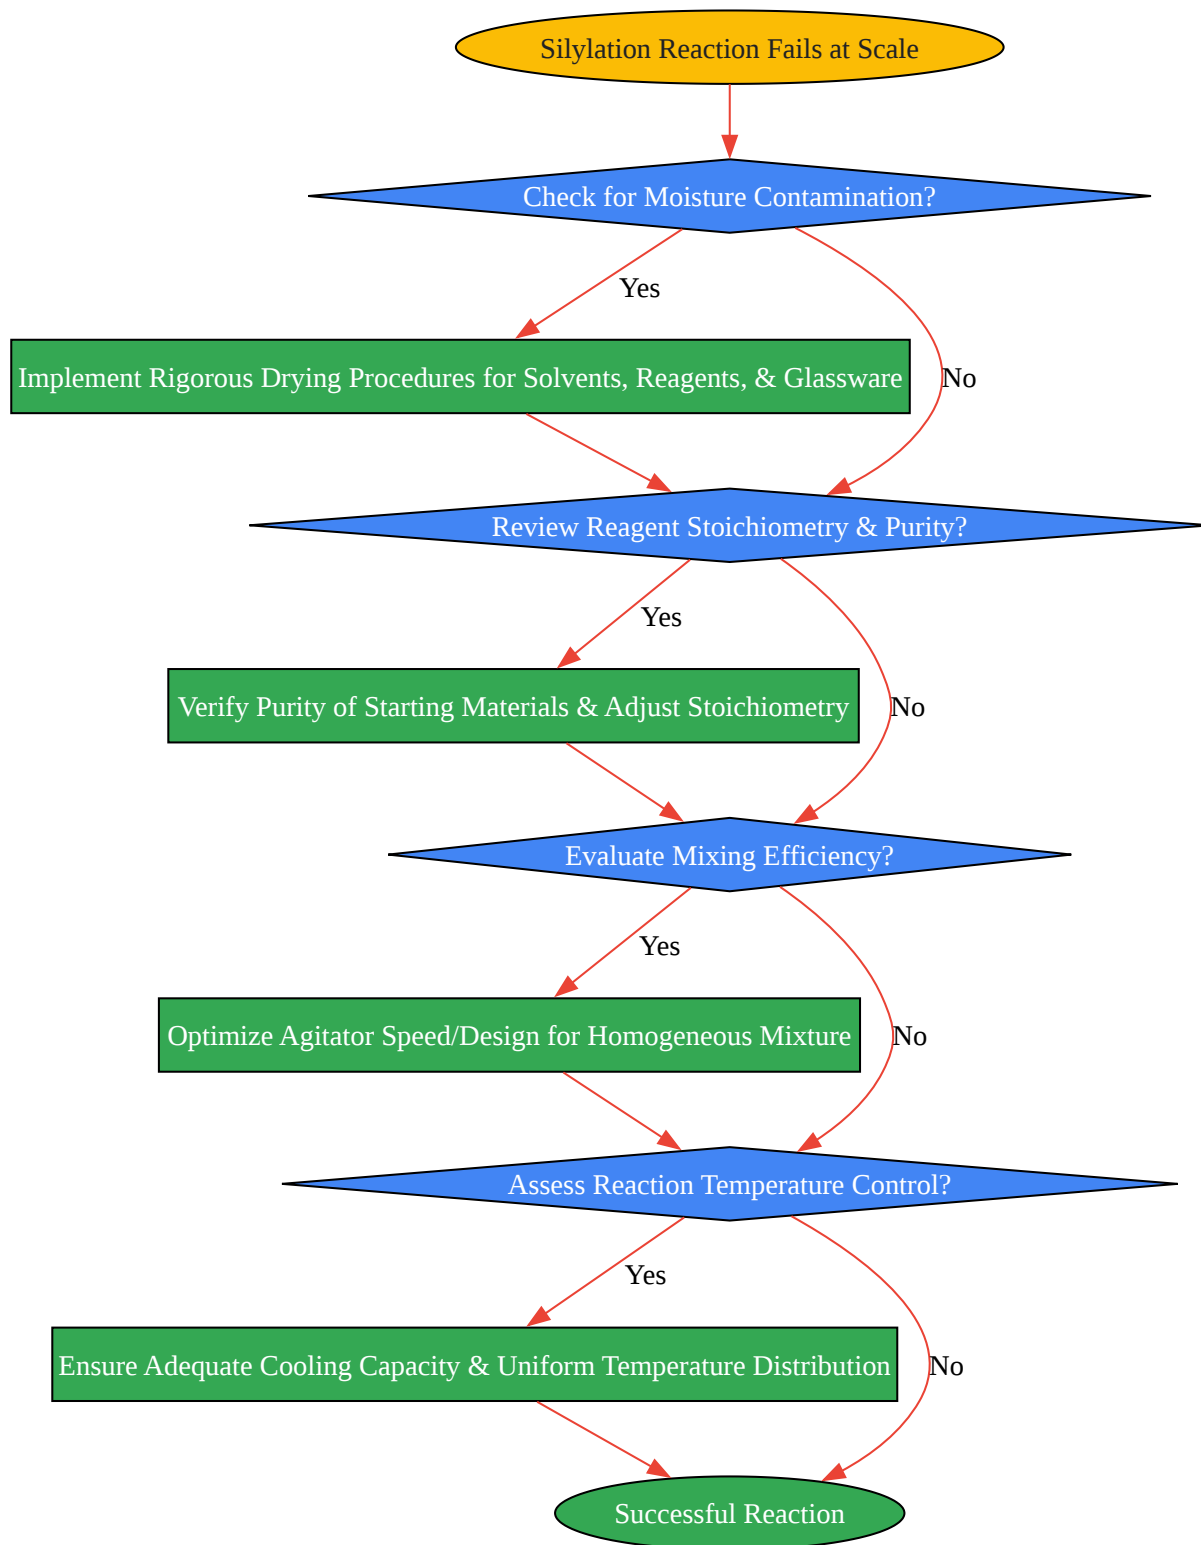 Silylation Reaction Fails at Scale
Check for Moisture Contamination?
Yes
Implement Rigorous Drying Procedures for Solvents, Reagents, & Glassware
No
Review Reagent Stoichiometry & Purity?
Yes
Verify Purity of Starting Materials & Adjust Stoichiometry
No
Evaluate Mixing Efficiency?
Yes
Optimize Agitator Speed/Design for Homogeneous Mixture
No
Assess Reaction Temperature Control?
Yes
Ensure Adequate Cooling Capacity & Uniform Temperature Distribution
No
Successful Reaction